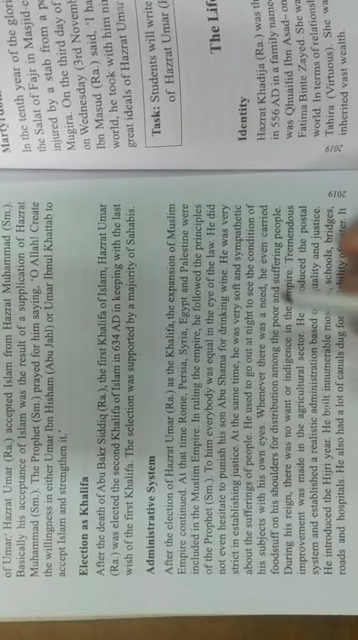 Martyrdom
In the tenth year of the
the Salat of Fajr in Masjid-e
injured by a stab from a
Mugira. On the third day of
on Wednesday (3rd
Ibn Masud (Ra.) said, 'I
world, he took with him
great ideals of Hazrat Umar
Task: Students will write
of Hazrat Umar
The Life
Identity
Hazrat Khadija (Ra.) was
in 556 AD in a family
was Qhuailid Ibn Asad
Fatima Binte Zayed. She
world. In terms of
Tahira (Virtuous). She was
inherited vast wealth.
2019
2019
of Umar.' Hazrat Umar (Ra.) accepted Islam from Hazrat Muhammad (Sm.).
Basically his acceptance of Islam was the result of a supplication of Hazrat
Muhammad (Sm.). The Prophet (Sm.) prayed for him saying, 'O Allah! Create
the willingness in either Umar Ibn Hisham (Abu Jahl) or Umar Ibnul Khattab to
accept Islam and strengthen it.'
Election as Khalifa
After the death of Abu Bakr Siddiq (Ra.), the first Khalifa of Islam, Hazrat Umar
(Ra.) was elected the second Khalifa of Islam in 634 AD in keeping with the last
wish of the first Khalifa. The selection was supported by a majority of Sahabis.
Administrative System
After the election of Hazrat Umar (Ra.) as the Khalifa, the expansion of Muslim
Empire continued. At that time Rome, Persia, Syria, Egypt and Palestine were
included in the Muslim Empire. In ruling the empire, he followed the principles
of the Prophet (Sm.). To him everybody was equal in the eye of the law. He did
not even hesitate to punish his son Abu Shahma for drinking wine. He was very
strict in establishing justice. At the same time, he was very soft and sympathetic
about the sufferings of people. He used to go out at night to see the condition of
his subjects with his own eyes. Whenever there was a need, he even carried
foodstuff on his shoulders for distribution among the poor and suffering people.
During his reign, there was no want or indigence in the empire. Tremendous
improvement was made in the agricultural sector. He introduced the postal
system and established a realistic administration based quality and justice.
He introduced the Hijri year. He built innumerable schools, bridges,
roads and hospitals. He also had a lot of canals dug for It